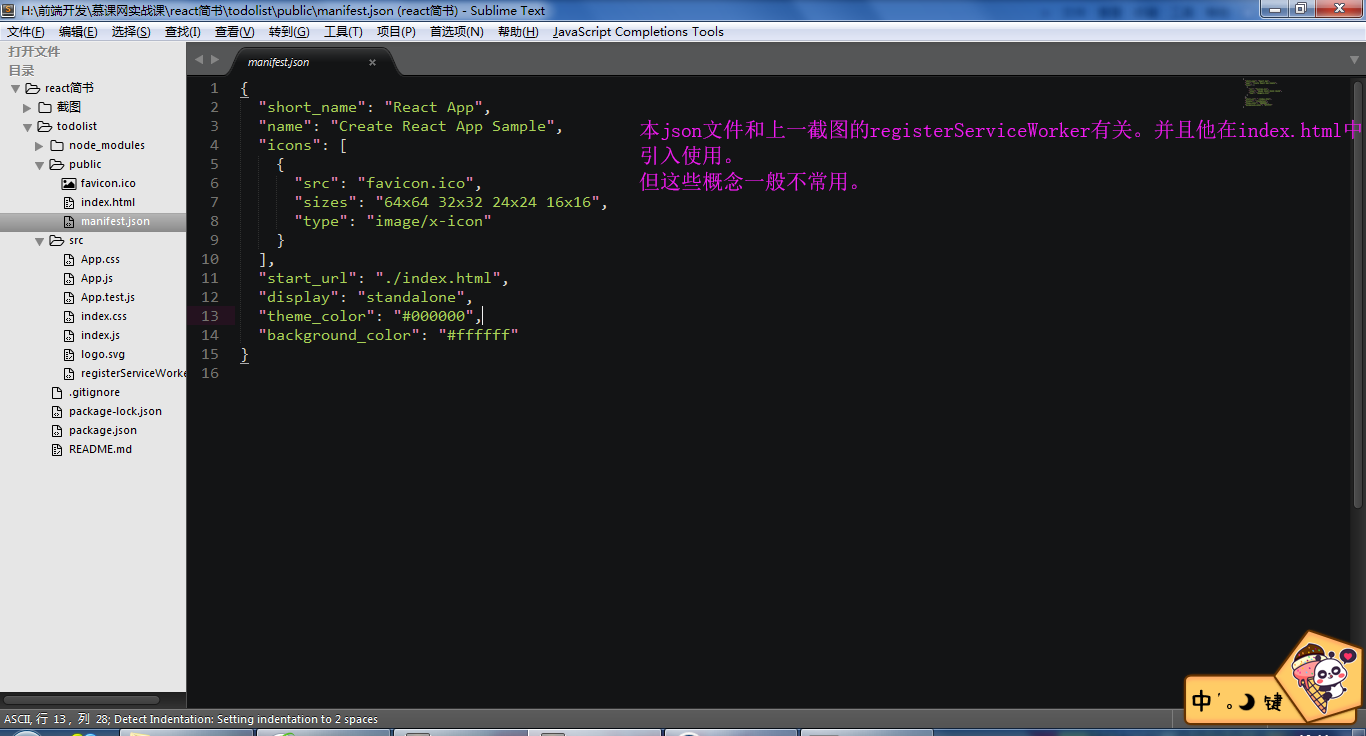 H:\前端开发\慕课网实战课\react简书\todolist\public\manifest.json (react简书) - Sublime Text
文件(F) 编辑(E) 选择(S) 查找(I) 查看(V) 转到(G) 工具(T) 项目(P) 首选项(N) 帮助(H) JavaScript Completions Tools
打开文件
目录
react简书
截图
todolist
node_modules
public
favicon.ico
index.html
manifest.json
src
App.css
App.js
App.test.js
index.css
index.js
logo.svg
registerServiceWorke
.gitignore
package-lock.json
package.json
README.md
manifest.json ×
1 {
2 "short_name": "React App",
3 "name": "Create React App Sample",
4 "icons": [
5 {
6 "src": "favicon.ico",
7 "sizes": "64x64 32x32 24x24 16x16",
8 "type": "image/x-icon"
9 }
10 ],
11 "start_url": "./index.html",
12 "display": "standalone",
13 "theme_color": "#000000",
14 "background_color": "#ffffff"
15 }
16
本json文件和上一截图的registerServiceWorker有关。并且他在index.html中
引入使用。
但这些概念一般不常用。
中 '。 键
ASCII, 行 13 , 列 28; Detect Indentation: Setting indentation to 2 spaces